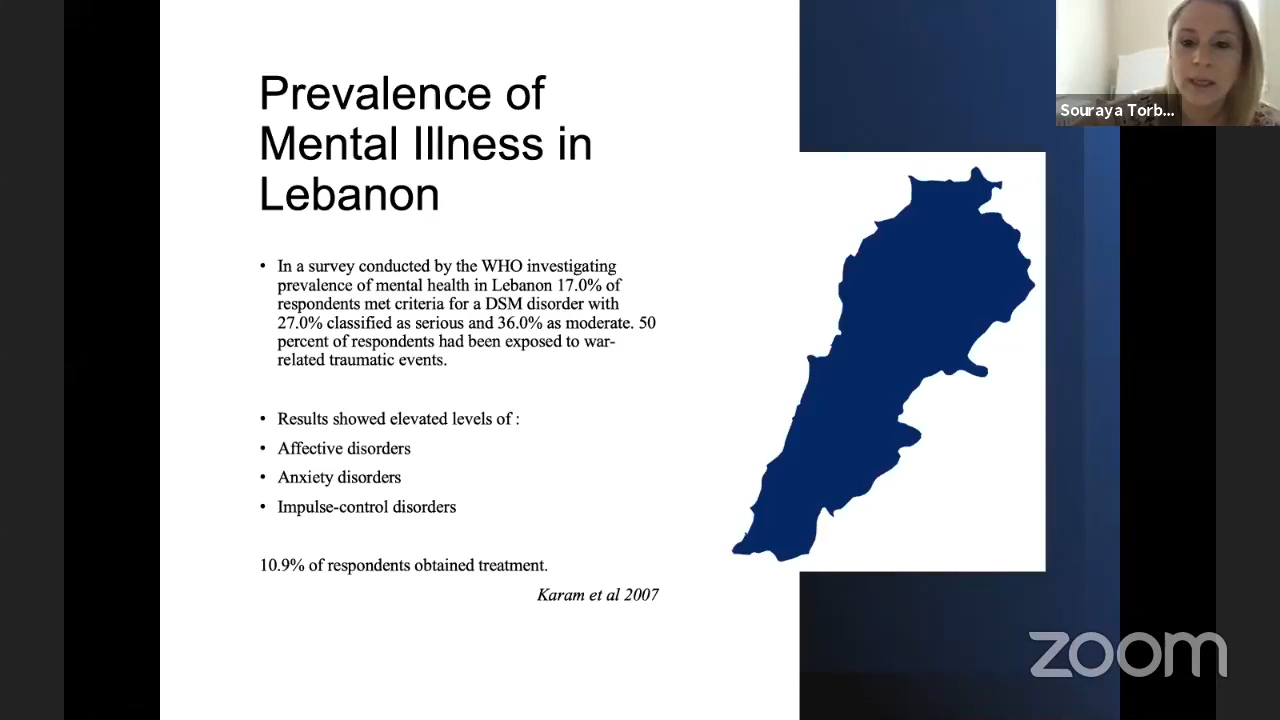 Prevalence of
Mental Illness in
Lebanon
• In a survey conducted by the WHO investigating
prevalence of mental health in Lebanon 17.0% of
respondents met criteria for a DSM disorder with
27.0% classified as serious and 36.0% as moderate. 50
percent of respondents had been exposed to war-
related traumatic events.
• Results showed elevated levels of :
• Affective disorders
• Anxiety disorders
• Impulse-control disorders
10.9% of respondents obtained treatment.
Karam et al 2007
Souraya Torb...
zoom